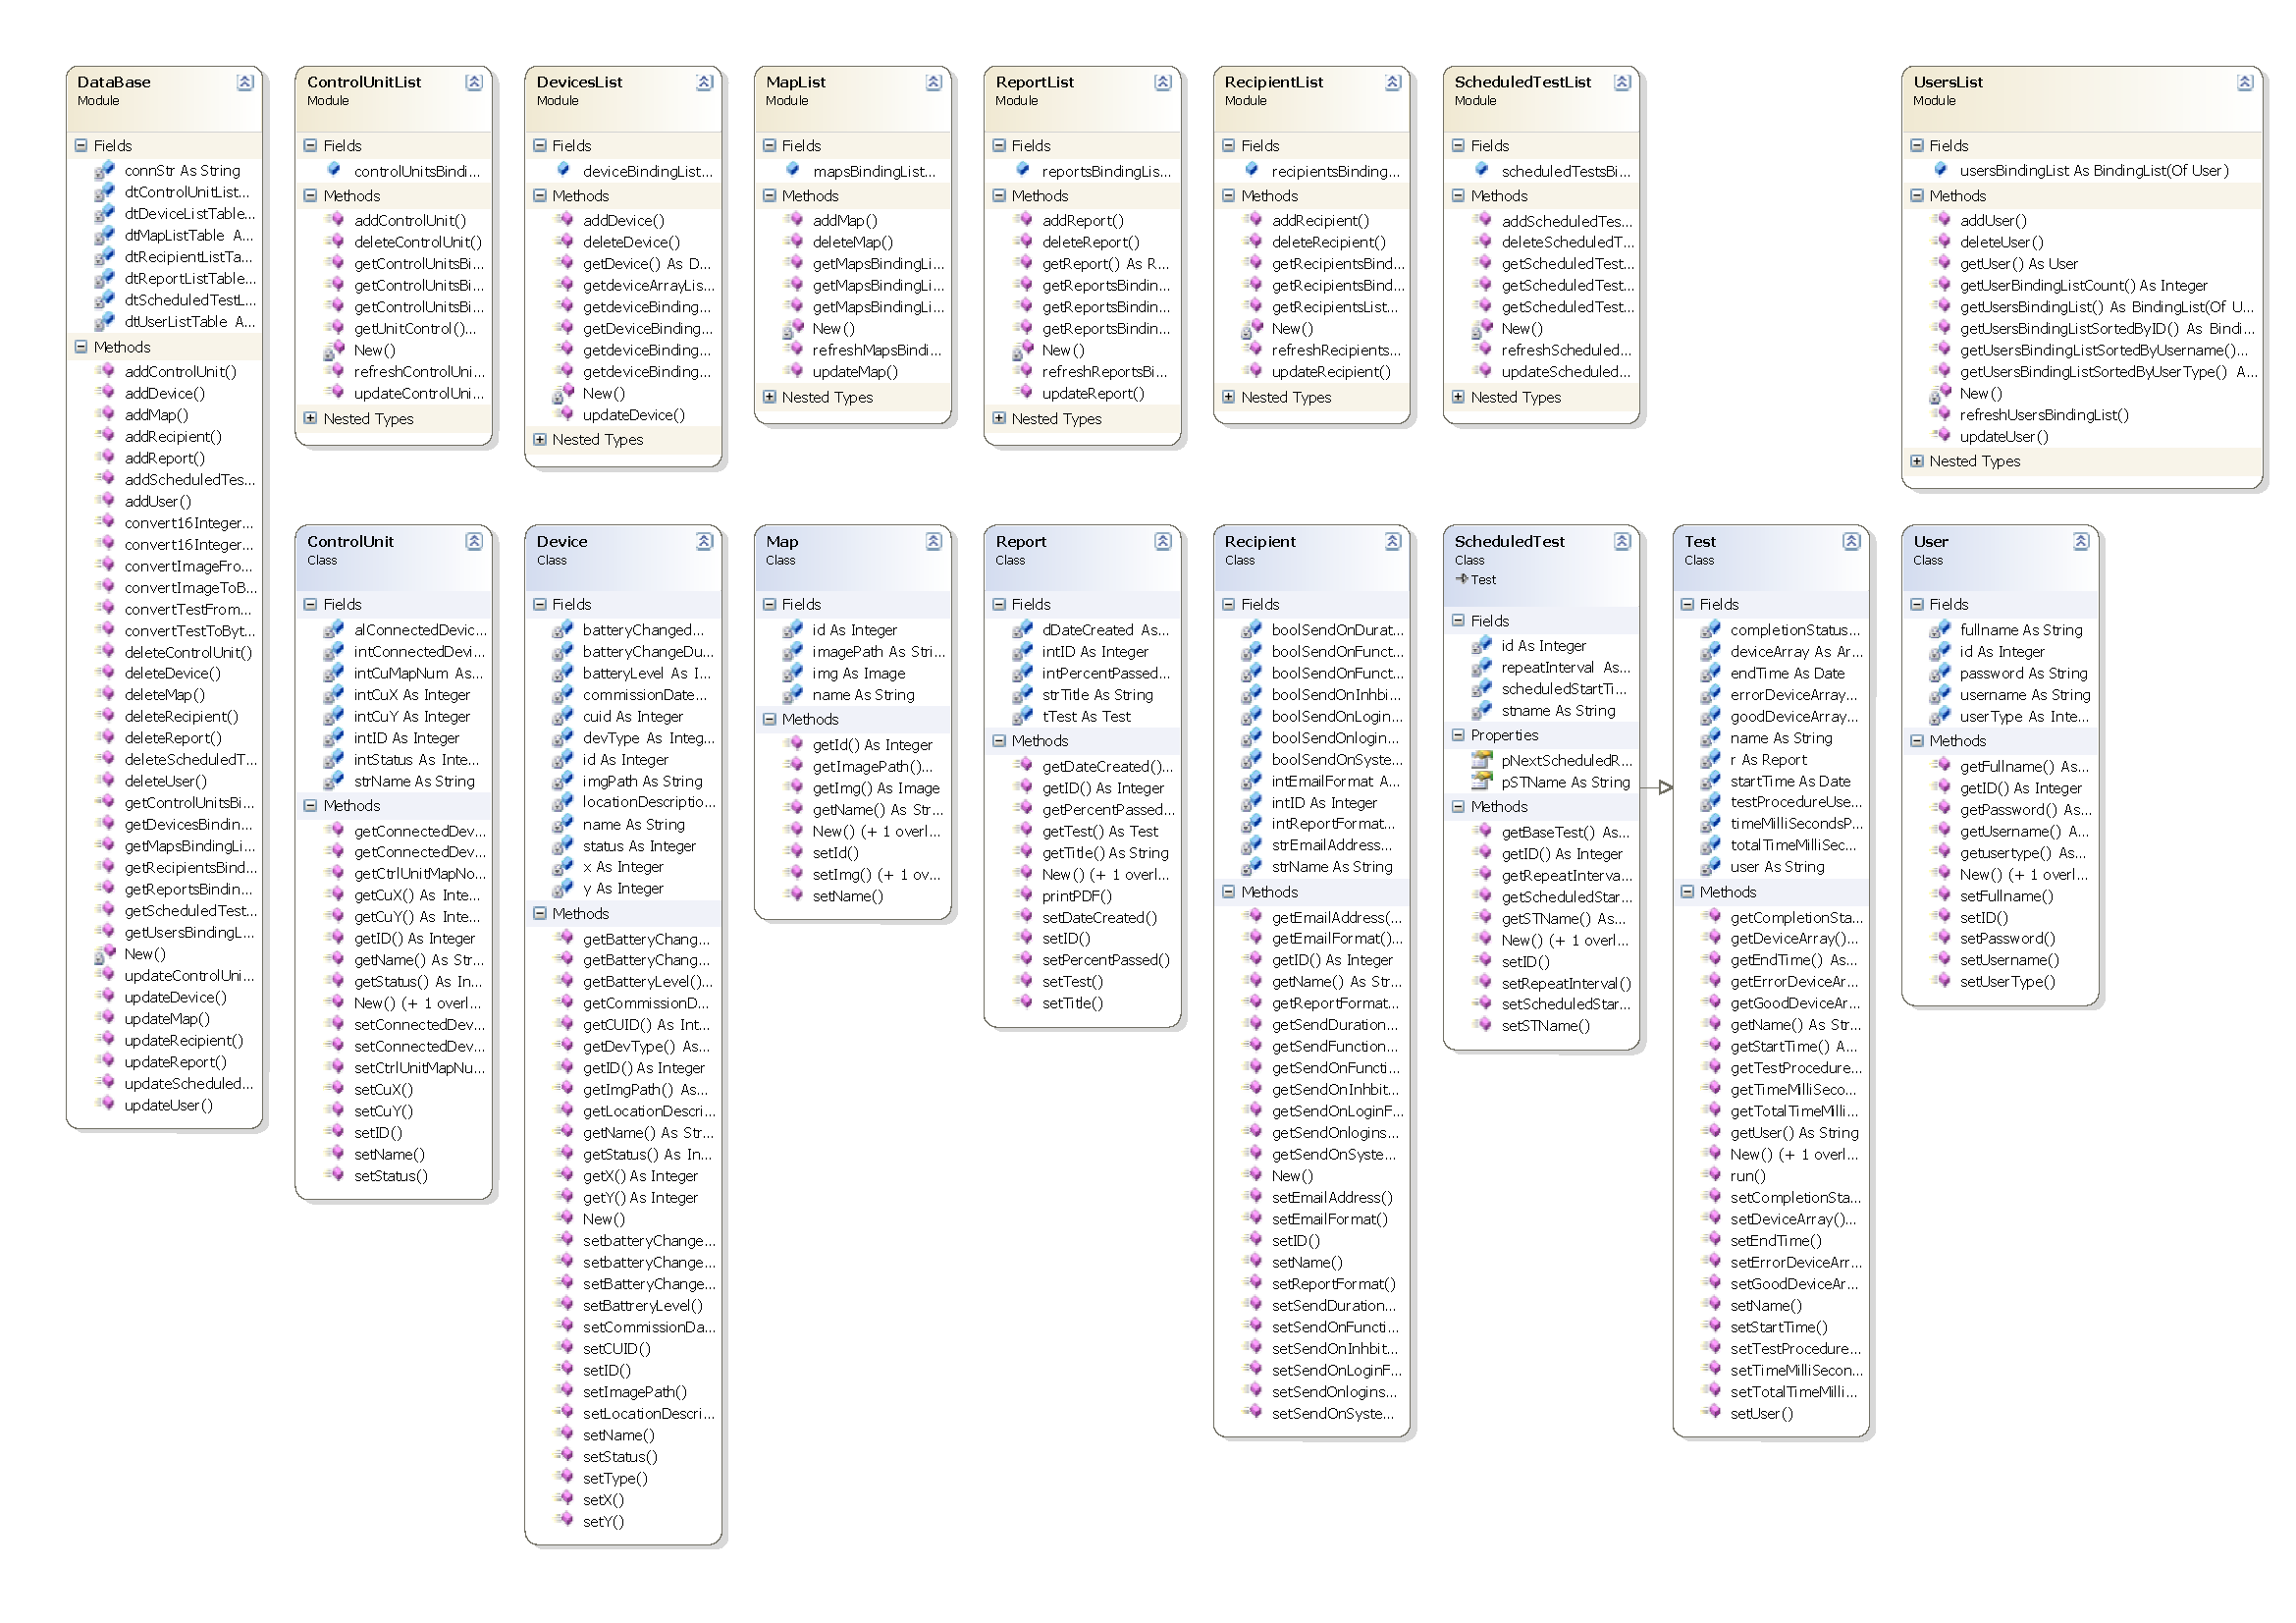 DataBase
Module
Fields
connStr As String
dtControlUnitList...
dtDeviceListTable...
dtMapListTable A...
dtRecipientListTa...
dtReportListTable...
dtScheduledTestL...
dtUserListTable A...
Methods
addControlUnit()
addDevice()
addMap()
addRecipient()
addReport()
addScheduledTes...
addUser()
convert16Integer...
convert16Integer...
convertImageFro...
convertImageToB...
convertTestFrom...
convertTestToByt...
deleteControlUnit()
deleteDevice()
deleteMap()
deleteRecipient()
deleteReport()
deleteScheduledT...
deleteUser()
getControlUnitsBi...
getDevicesBindin...
getMapsBindingLi...
getRecipientsBind...
getReportsBindin...
getScheduledTest...
getUsersBindingL...
New()
updateControlUni...
updateDevice()
updateMap()
updateRecipient()
updateReport()
updateScheduled...
updateUser()
ControlUnitList
Module
Fields
controlUnitsBindi...
Methods
addControlUnit()
deleteControlUnit()
getControlUnitsBi...
getControlUnitsBi...
getControlUnitsBi...
getUnitControl()...
New()
refreshControlUni...
updateControlUni...
Nested Types
DevicesList
Module
Fields
deviceBindingList...
Methods
addDevice()
deleteDevice()
getDevice() As D...
getdeviceArrayLis...
getdeviceBinding...
getDeviceBinding...
getdeviceBinding...
getdeviceBinding...
New()
updateDevice()
Nested Types
MapList
Module
Fields
mapsBindingList...
Methods
addMap()
deleteMap()
getMapsBindingLi...
getMapsBindingLi...
getMapsBindingLi...
New()
refreshMapsBindi...
updateMap()
Nested Types
ReportList
Module
Fields
reportsBindingLis...
Methods
addReport()
deleteReport()
getReport() As R...
getReportsBindin...
getReportsBindin...
getReportsBindin...
New()
refreshReportsBi...
updateReport()
Nested Types
RecipientList
Module
Fields
recipientsBinding...
Methods
addRecipient()
deleteRecipient()
getRecipientsBind...
getRecipientsBind...
getRecipientsList...
New()
refreshRecipients...
updateRecipient()
Nested Types
ScheduledTestList
Module
Fields
scheduledTestsBi...
Methods
addScheduledTes...
deleteScheduledT...
getScheduledTest...
getScheduledTest...
getScheduledTest...
New()
refreshScheduled...
updateScheduled...
Nested Types
UsersList
Module
Fields
usersBindingList As BindingList(Of User)
Methods
addUser()
deleteUser()
getUser() As User
getUserBindingListCount() As Integer
getUsersBindingList() As BindingList(Of U...
getUsersBindingListSortedByID() As Bindi...
getUsersBindingListSortedByUsername()...
getUsersBindingListSortedByUserType() A...
New()
refreshUsersBindingList()
updateUser()
Nested Types
ControlUnit
Class
Fields
alConnectedDevic...
intConnectedDevi...
intCuMapNum As...
intCuX As Integer
intCuY As Integer
intID As Integer
intStatus As Inte...
strName As String
Methods
getConnectedDev...
getConnectedDev...
getCtrlUnitMapNo...
getCuX() As Inte...
getCuY() As Inte...
getID() As Integer
getName() As Str...
getStatus() As In...
New() (+ 1 overl...
setConnectedDev...
setConnectedDev...
setCtrlUnitMapNu...
setCuX()
setCuY()
setID()
setName()
setStatus()
Device
Class
Fields
batteryChanged...
batteryChangeDu...
batteryLevel As I...
commissionDate...
cuid As Integer
devType As Integ...
id As Integer
imgPath As String
locationDescriptio...
name As String
status As Integer
x As Integer
y As Integer
Methods
getBatteryChang...
getBatteryChang...
getBatteryLevel()...
getCommissionD...
getCUID() As Int...
getDevType() As...
getID() As Integer
getImgPath() As...
getLocationDescri...
getName() As Str...
getStatus() As In...
getX() As Integer
getY() As Integer
New()
setbatteryChange...
setbatteryChange...
setBatteryChange...
setBattreryLevel()
setCommissionDa...
setCUID()
setID()
setImagePath()
setLocationDescri...
setName()
setStatus()
setType()
setX()
setY()
Map
Class
Fields
id As Integer
imagePath As Stri...
img As Image
name As String
Methods
getId() As Integer
getImagePath()...
getImg() As Image
getName() As Str...
New() (+ 1 overl...
setId()
setImg() (+ 1 ov...
setName()
Report
Class
Fields
dDateCreated As...
intID As Integer
intPercentPassed...
strTitle As String
tTest As Test
Methods
getDateCreated()...
getID() As Integer
getPercentPassed...
getTest() As Test
getTitle() As String
New() (+ 1 overl...
printPDF()
setDateCreated()
setID()
setPercentPassed()
setTest()
setTitle()
Recipient
Class
Fields
boolSendOnDurat...
boolSendOnFunct...
boolSendOnFunct...
boolSendOnInhbi...
boolSendOnLogin...
boolSendOnlogin...
boolSendOnSyste...
intEmailFormat A...
intID As Integer
intReportFormat...
strEmailAddress...
strName As String
Methods
getEmailAddress(...
getEmailFormat()...
getID() As Integer
getName() As Str...
getReportFormat...
getSendDuration...
getSendFunction...
getSendOnFuncti...
getSendOnInhbit...
getSendOnLoginF...
getSendOnlogins...
getSendOnSyste...
New()
setEmailAddress()
setEmailFormat()
setID()
setName()
setReportFormat()
setSendDuration...
setSendOnFuncti...
setSendOnInhbit...
setSendOnLoginF...
setSendOnlogins...
setSendOnSyste...
ScheduledTest
Class
Test
Fields
id As Integer
repeatInterval As...
scheduledStartTi...
stname As String
Properties
pNextScheduledR...
pSTName As String
Methods
getBaseTest() As...
getID() As Integer
getRepeatInterva...
getScheduledStar...
getSTName() As...
New() (+ 1 overl...
setID()
setRepeatInterval()
setScheduledStar...
setSTName()
Test
Class
Fields
completionStatus...
deviceArray As Ar...
endTime As Date
errorDeviceArray...
goodDeviceArray...
name As String
r As Report
startTime As Date
testProcedureUse...
timeMilliSecondsP...
totalTimeMilliSec...
user As String
Methods
getCompletionSta...
getDeviceArray()...
getEndTime() As...
getErrorDeviceAr...
getGoodDeviceAr...
getName() As Str...
getStartTime() A...
getTestProcedure...
getTimeMilliSeco...
getTotalTimeMilli...
getUser() As String
New() (+ 1 overl...
run()
setCompletionSta...
setDeviceArray()...
setEndTime()
setErrorDeviceArr...
setGoodDeviceAr...
setName()
setStartTime()
setTestProcedure...
setTimeMilliSecon...
setTotalTimeMilli...
setUser()
User
Class
Fields
fullname As String
id As Integer
password As String
username As String
userType As Inte...
Methods
getFullname() As...
getID() As Integer
getPassword() As...
getUsername() A...
getusertype() As...
New() (+ 1 overl...
setFullname()
setID()
setPassword()
setUsername()
setUserType()